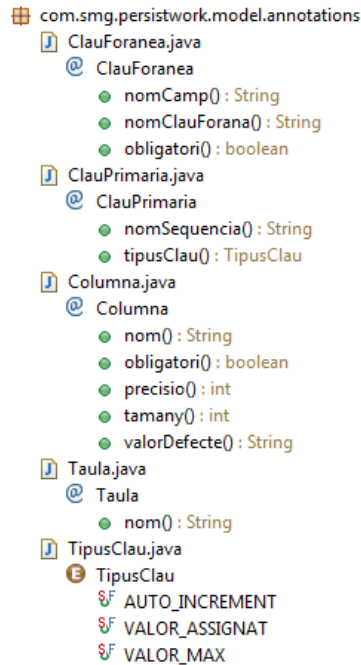 com.smg.persistwork.model.annotations
ClauForanea.java
ClauForanea
nomCamp() : String
nomClauForana() : String
obligatori() : boolean
ClauPrimaria.java
ClauPrimaria
nomSequencia() : String
tipusClau() : TipusClau
Columna.java
Columna
nom() : String
obligatori() : boolean
precisio() : int
tamany() : int
valorDefecte() : String
Taula.java
Taula
nom() : String
TipusClau.java
TipusClau
AUTO_INCREMENT
VALOR_ASSIGNAT
VALOR_MAX